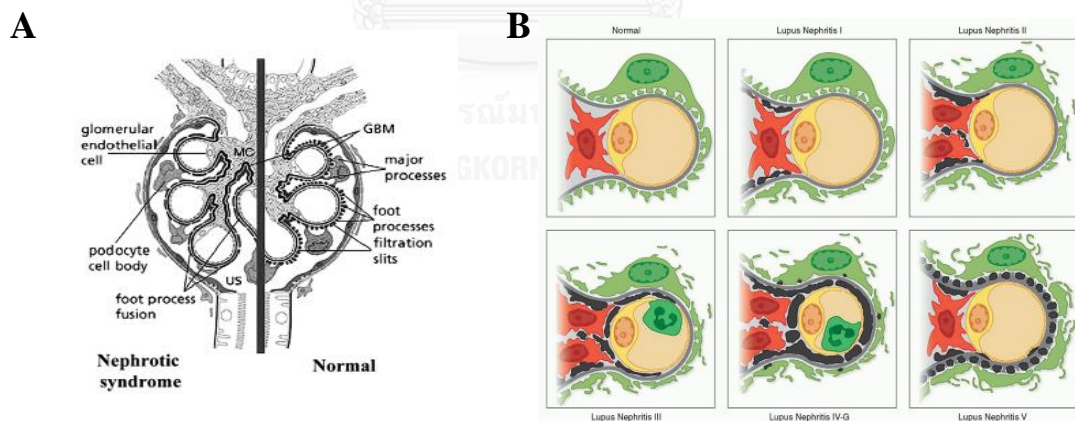 A
B
glomerular
endothelial
cell
MC
GBM
major
processes
foot
processes
filtration
slits
podocyte
cell body
US
foot process
fusion
Nephrotic
syndrome
Normal
Normal
Lupus Nephritis I
Lupus Nephritis II
Lupus Nephritis III
Lupus Nephritis IV-G
Lupus Nephritis V